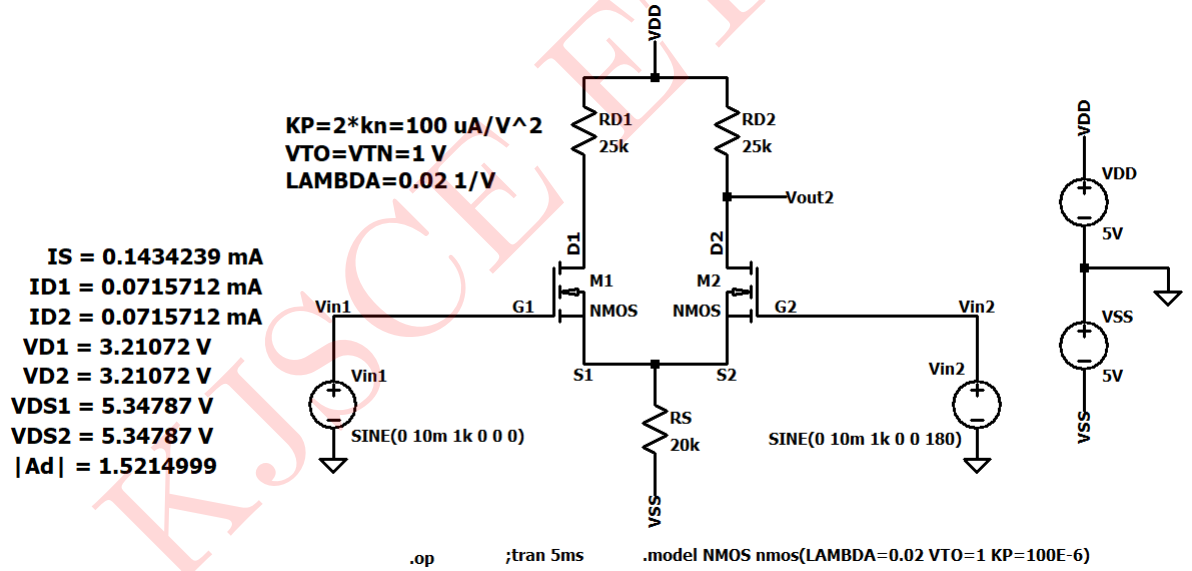 VDD
RD1
25k
RD2
25k
KP=2*kn=100 uA/V^2
VTO=VTN=1 V
LAMBDA=0.02 1/V
VDD
VDD
5V
Vout2
D1
D2
IS = 0.1434239 mA
ID1 = 0.0715712 mA
ID2 = 0.0715712 mA
VD1 = 3.21072 V
VD2 = 3.21072 V
VDS1 = 5.34787 V
VDS2 = 5.34787 V
|Ad| = 1.5214999
M1
NMOS
M2
NMOS
Vin1
G1
G2
Vin2
VSS
5V
VSS
S1
S2
Vin1
SINE(0 10m 1k 0 0 0)
Vin2
SINE(0 10m 1k 0 0 180)
RS
20k
VSS
.op
;tran 5ms
.model NMOS nmos(LAMBDA=0.02 VTO=1 KP=100E-6)